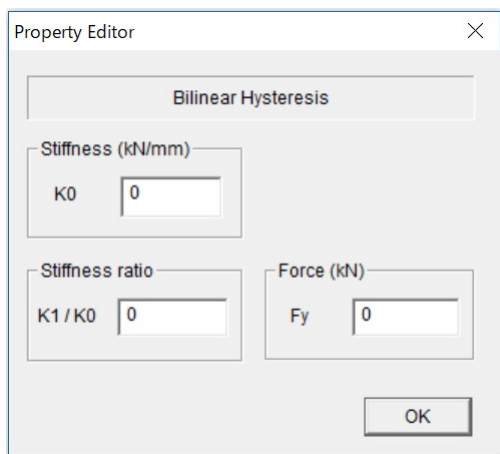 Property Editor
Bilinear Hysteresis
Stiffness (kN/mm)
K0 0
Stiffness ratio
K1 / K0 0
Force (kN)
Fy 0
OK